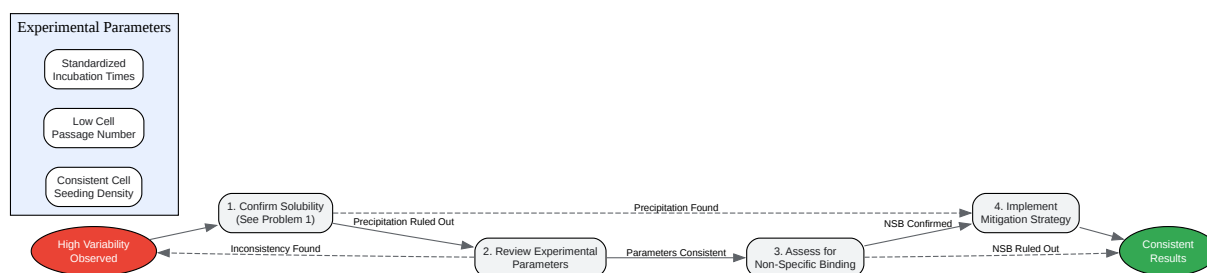 Experimental Parameters
Standardized
Incubation Times
Low Cell
Passage Number
Consistent Cell
Seeding Density
High Variability
Observed
1. Confirm Solubility
(See Problem 1)
Precipitation Ruled Out
Inconsistency Found
2. Review Experimental
Parameters
Precipitation Found
Parameters Consistent
3. Assess for
Non-Specific Binding
NSB Confirmed
NSB Ruled Out
4. Implement
Mitigation Strategy
Consistent
Results